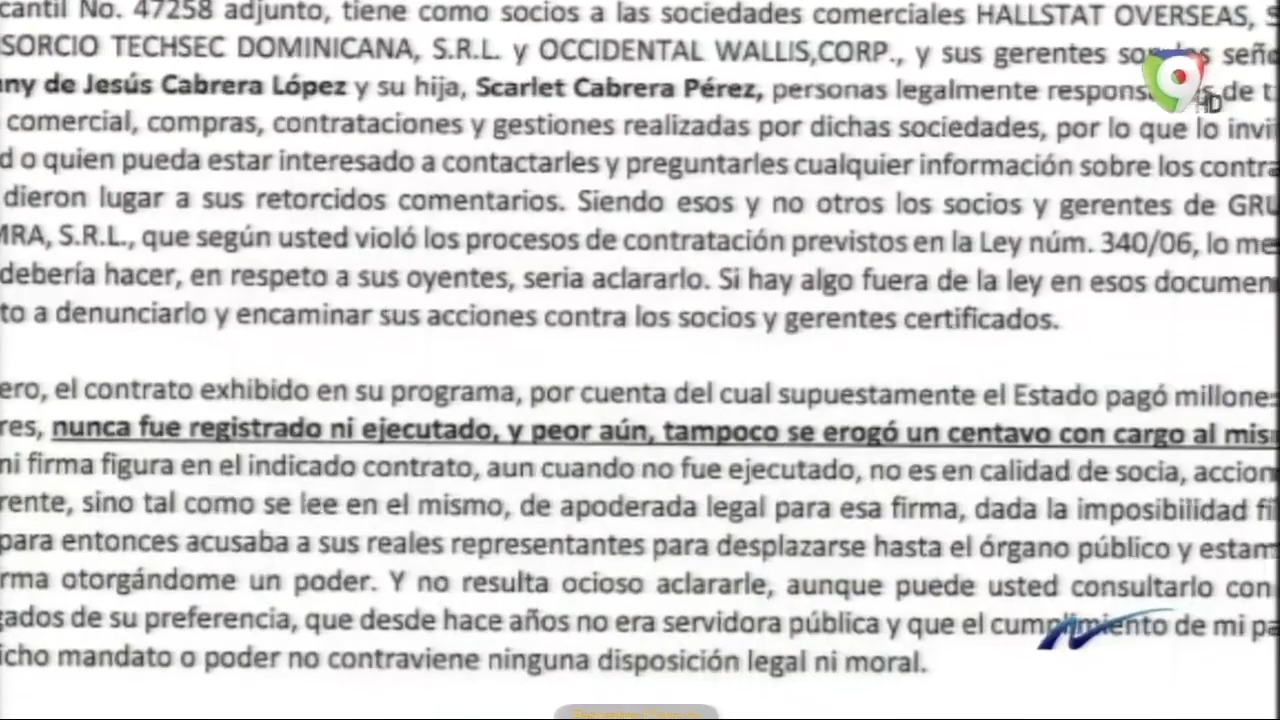 cantil No. 47258 adjunto, tiene como socios a las sociedades comerciales HALLSTAT OVERSEAS, S
SORCIO TECHSEC DOMINICANA, S.R.L. y OCCIDENTAL WALLIS,CORP., y sus gerentes son los seño
ny de Jesús Cabrera López y su hija, Scarlet Cabrera Pérez, personas legalmente de t
comercial, compras, contrataciones y gestiones realizadas por dichas sociedades, por lo que lo invi
d o quien pueda estar interesado a contactarles y preguntarles cualquier información sobre los contra
dieron lugar a sus retorcidos comentarios. Siendo esos y no otros los socios y gerentes de GRU
MRA, S.R.L., que según usted violó los procesos de contratación previstos en la Ley núm. 340/06, lo me
debería hacer, en respeto a sus oyentes, seria aclararlo. Si hay algo fuera de la ley en esos documen
to a denunciarlo y encaminar sus acciones contra los socios y gerentes certificados.
ero, el contrato exhibido en su programa, por cuenta del cual supuestamente el Estado pagó millones
res, nunca fue registrado ni ejecutado, y peor aún, tampoco se erogó un centavo con cargo al mis
ni firma figura en el indicado contrato, aun cuando no fue ejecutado, no es en calidad de socia, accion
rente, sino tal como se lee en el mismo, de apoderada legal para esa firma, dada la imposibilidad fí
para entonces acusaba a sus reales representantes para desplazarse hasta el órgano público y estam
rma otorgándome un poder. Y no resulta ocioso aclararle, aunque puede usted consultarlo con
gados de su preferencia, que desde hace años no era servidora pública y que el cumplimiento de mi pa
icho mandato o poder no contraviene ninguna disposición legal ni moral.
9
HD